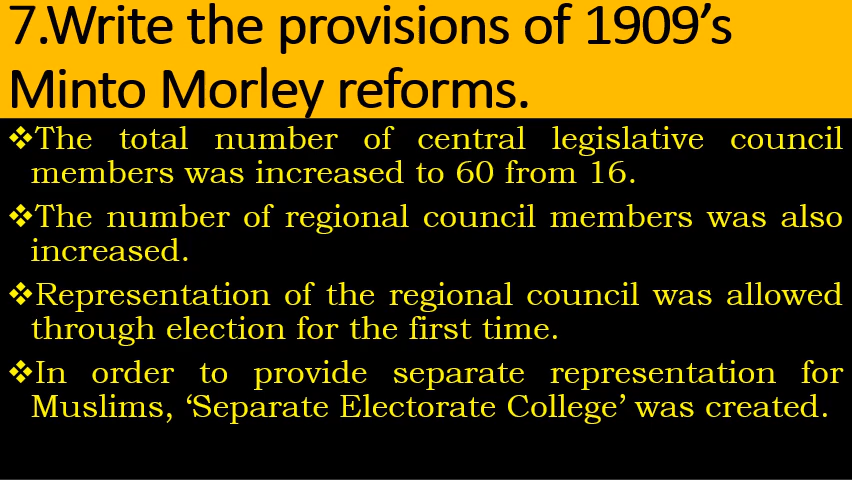 7.Write the provisions of 1909’s
Minto Morley reforms.
❖The total number of central legislative council
members was increased to 60 from 16.
❖The number of regional council members was also
increased.
❖Representation of the regional council was allowed
through election for the first time.
❖In order to provide separate representation for
Muslims, ‘Separate Electorate College’ was created.